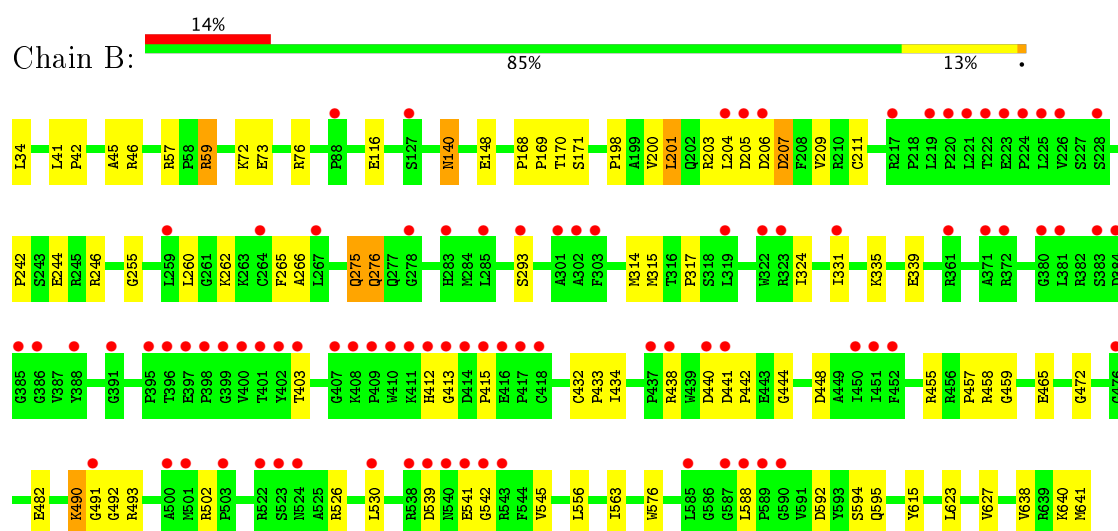 14%
Chain B:
85% 13% •
L34 L41 P42 A45 R46 R57 P58 R59 K72 E73 R76 P88 E116 S127 N140 E148 P168 P169 T170 S171 P198 A199 V200 L201 Q202 R203 L204 D205 D206 D207 F208 V209 R210 C211 R217 P218 L219 P220 L221 T222 E223 P224 L225 V226 S227 S228
P242 S243 E244 R245 R246 G255 L259 L260 G261 K262 K263 C264 F265 A266 L267 Q275 Q276 Q277 G278 H283 M284 L285 S293 A301 A302 F303 M314 M315 T316 P317 S318 L319 W322 R323 I324 I331 K335 E339 R361 A371 R372 G380 L381 R382 S383 D384
G385 G386 V387 Y388 G391 P395 T396 E397 P398 G399 V400 T401 Y402 T403 G407 K408 P409 W410 K411 H412 G413 D414 P415 E416 P417 C418 C432 P433 I434 P437 R438 W439 D440 D441 P442 E443 G444 D448 A449 I450 I451 F452 R455 R456 P457 R458 G459 E465 G472 C476
E482 K490 G491 G492 R493 A500 M501 R502 P503 R522 S523 N524 A525 R526 L530 R538 D539 N540 E541 G542 R543 F544 V545 L556 I563 W576 L585 G586 G587 L588 P589 G590 V591 D592 Y593 S594 Q595 Y615 L623 V627 V638 R639 K640 M641